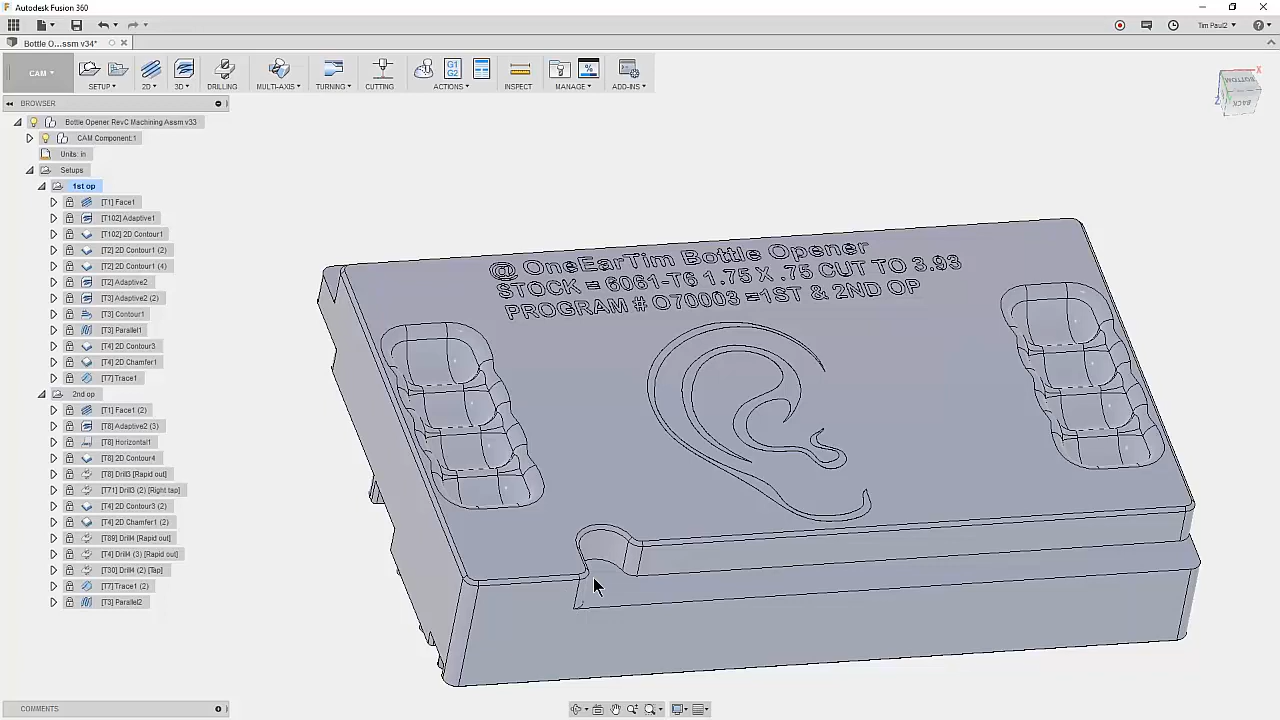 Autodesk Fusion 360
Tim Paul2
Bottle O...ssm v34*
CAM
SETUP
2D
3D
DRILLING
MULTI-AXIS
TURNING
CUTTING
G1
G2
ACTIONS
INSPECT
MANAGE
ADD-INS
BROWSER
Bottle Opener RevC Machining Assm v33
CAM Component:1
Units: in
Setups
1st op
[T1] Face1
[T102] Adaptive1
[T102] 2D Contour1
[T2] 2D Contour1 (2)
[T2] 2D Contour1 (4)
[T2] Adaptive2
[T3] Adaptive2 (2)
[T3] Contour1
[T3] Parallel1
[T4] 2D Contour3
[T4] 2D Chamfer1
[T7] Trace1
2nd op
[T1] Face1 (2)
[T8] Adaptive2 (3)
[T8] Horizontal1
[T8] 2D Contour4
[T8] Drill3 [Rapid out]
[T71] Drill3 (2) [Right tap]
[T4] 2D Contour3 (2)
[T4] 2D Chamfer1 (2)
[T89] Drill4 [Rapid out]
[T4] Drill4 (3) [Rapid out]
[T30] Drill4 (2) [Tap]
[T7] Trace1 (2)
[T3] Parallel2
@ OneEarTim Bottle Opener
STOCK = 6061-T6 1.75 X .75 CUT TO 3.93
PROGRAM # O70003 =1ST & 2ND OP
X
BOTTOM
Z
BACK
COMMENTS